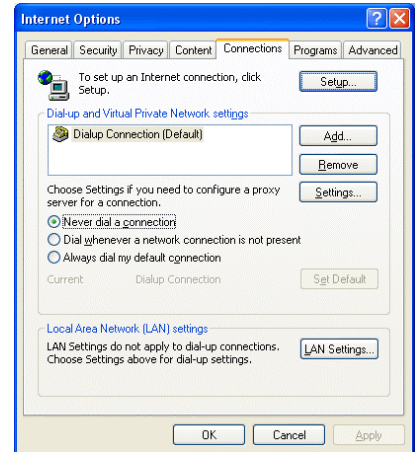 Internet Options
General Security Privacy Content Connections Programs Advanced
To set up an Internet connection, click
Setup.
Setup...
Dial-up and Virtual Private Network settings
Dialup Connection (Default)
Add...
Remove
Choose Settings if you need to configure a proxy
server for a connection.
Settings...
Never dial a connection
Dial whenever a network connection is not present
Always dial my default connection
Current Dialup Connection Set Default
Local Area Network (LAN) settings
LAN Settings do not apply to dial-up connections.
Choose Settings above for dial-up settings.
LAN Settings...
OK Cancel Apply